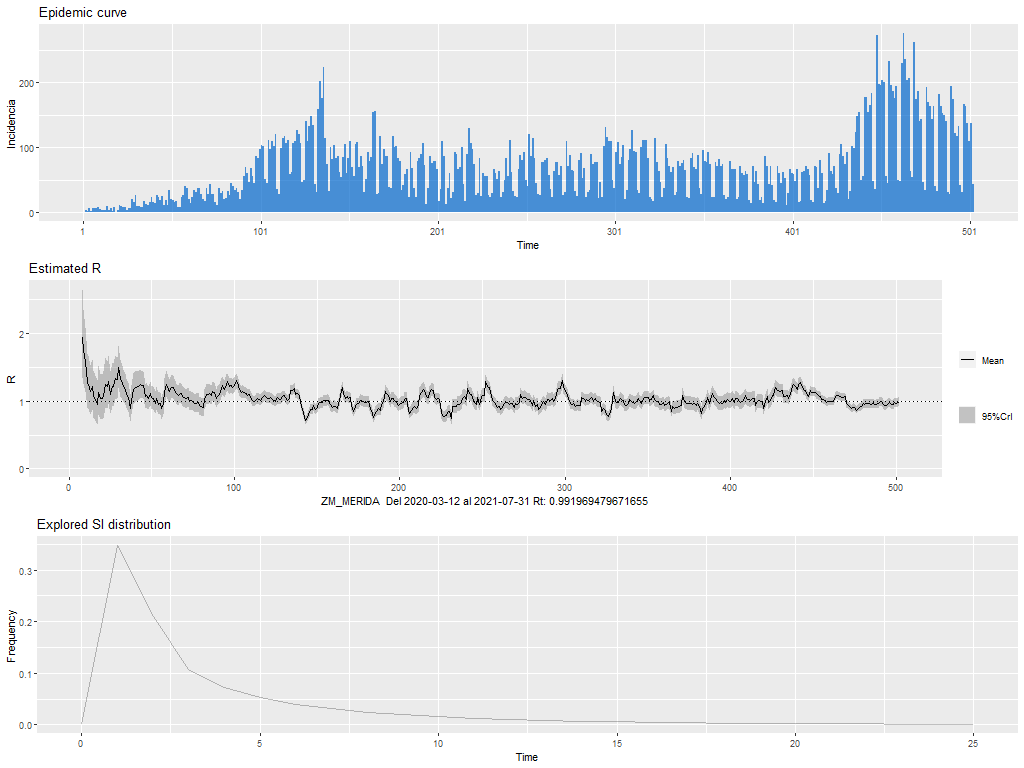 Epidemic curve
Incidencia
200
100
0
1
101
201
301
401
501
Time
Estimated R
R
2
1
0
0
100
200
300
400
500
ZM_MERIDA Del 2020-03-12 al 2021-07-31 Rt: 0.991969479671655
Mean
95%CrI
Explored SI distribution
Frequency
0.3
0.2
0.1
0.0
0
5
10
15
20
25
Time